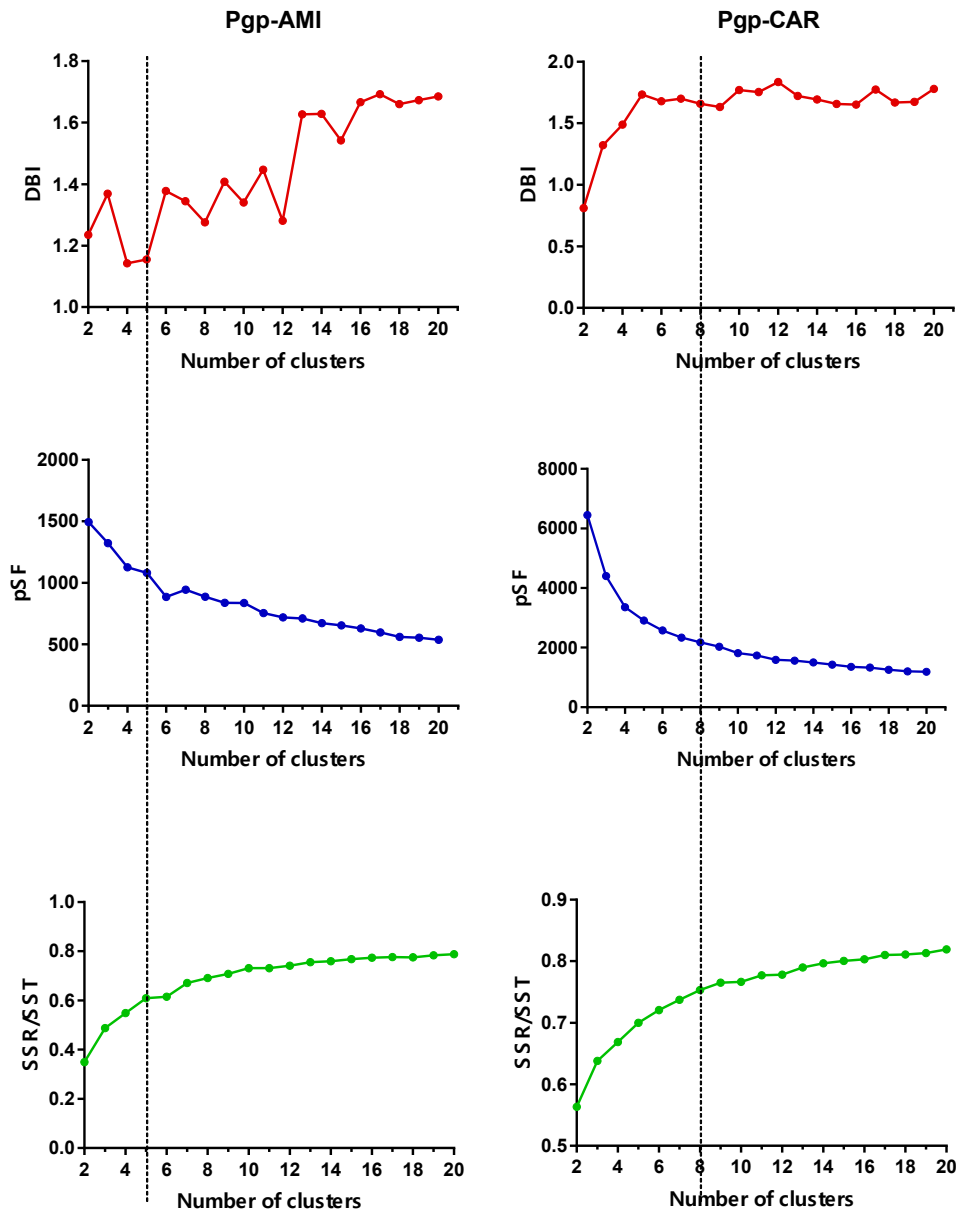 Pgp-AMI
Pgp-CAR
1.8
1.6
1.4
1.2
1.0
DBI
2 4 6 8 10 12 14 16 18 20
Number of clusters
2.0
1.5
1.0
0.5
0.0
DBI
2 4 6 8 10 12 14 16 18 20
Number of clusters
2000
1500
1000
500
0
pSF
2 4 6 8 10 12 14 16 18 20
Number of clusters
8000
6000
4000
2000
0
pSF
2 4 6 8 10 12 14 16 18 20
Number of clusters
1.0
0.8
0.6
0.4
0.2
0.0
SSR/SST
2 4 6 8 10 12 14 16 18 20
Number of clusters
0.9
0.8
0.7
0.6
0.5
SSR/SST
2 4 6 8 10 12 14 16 18 20
Number of clusters